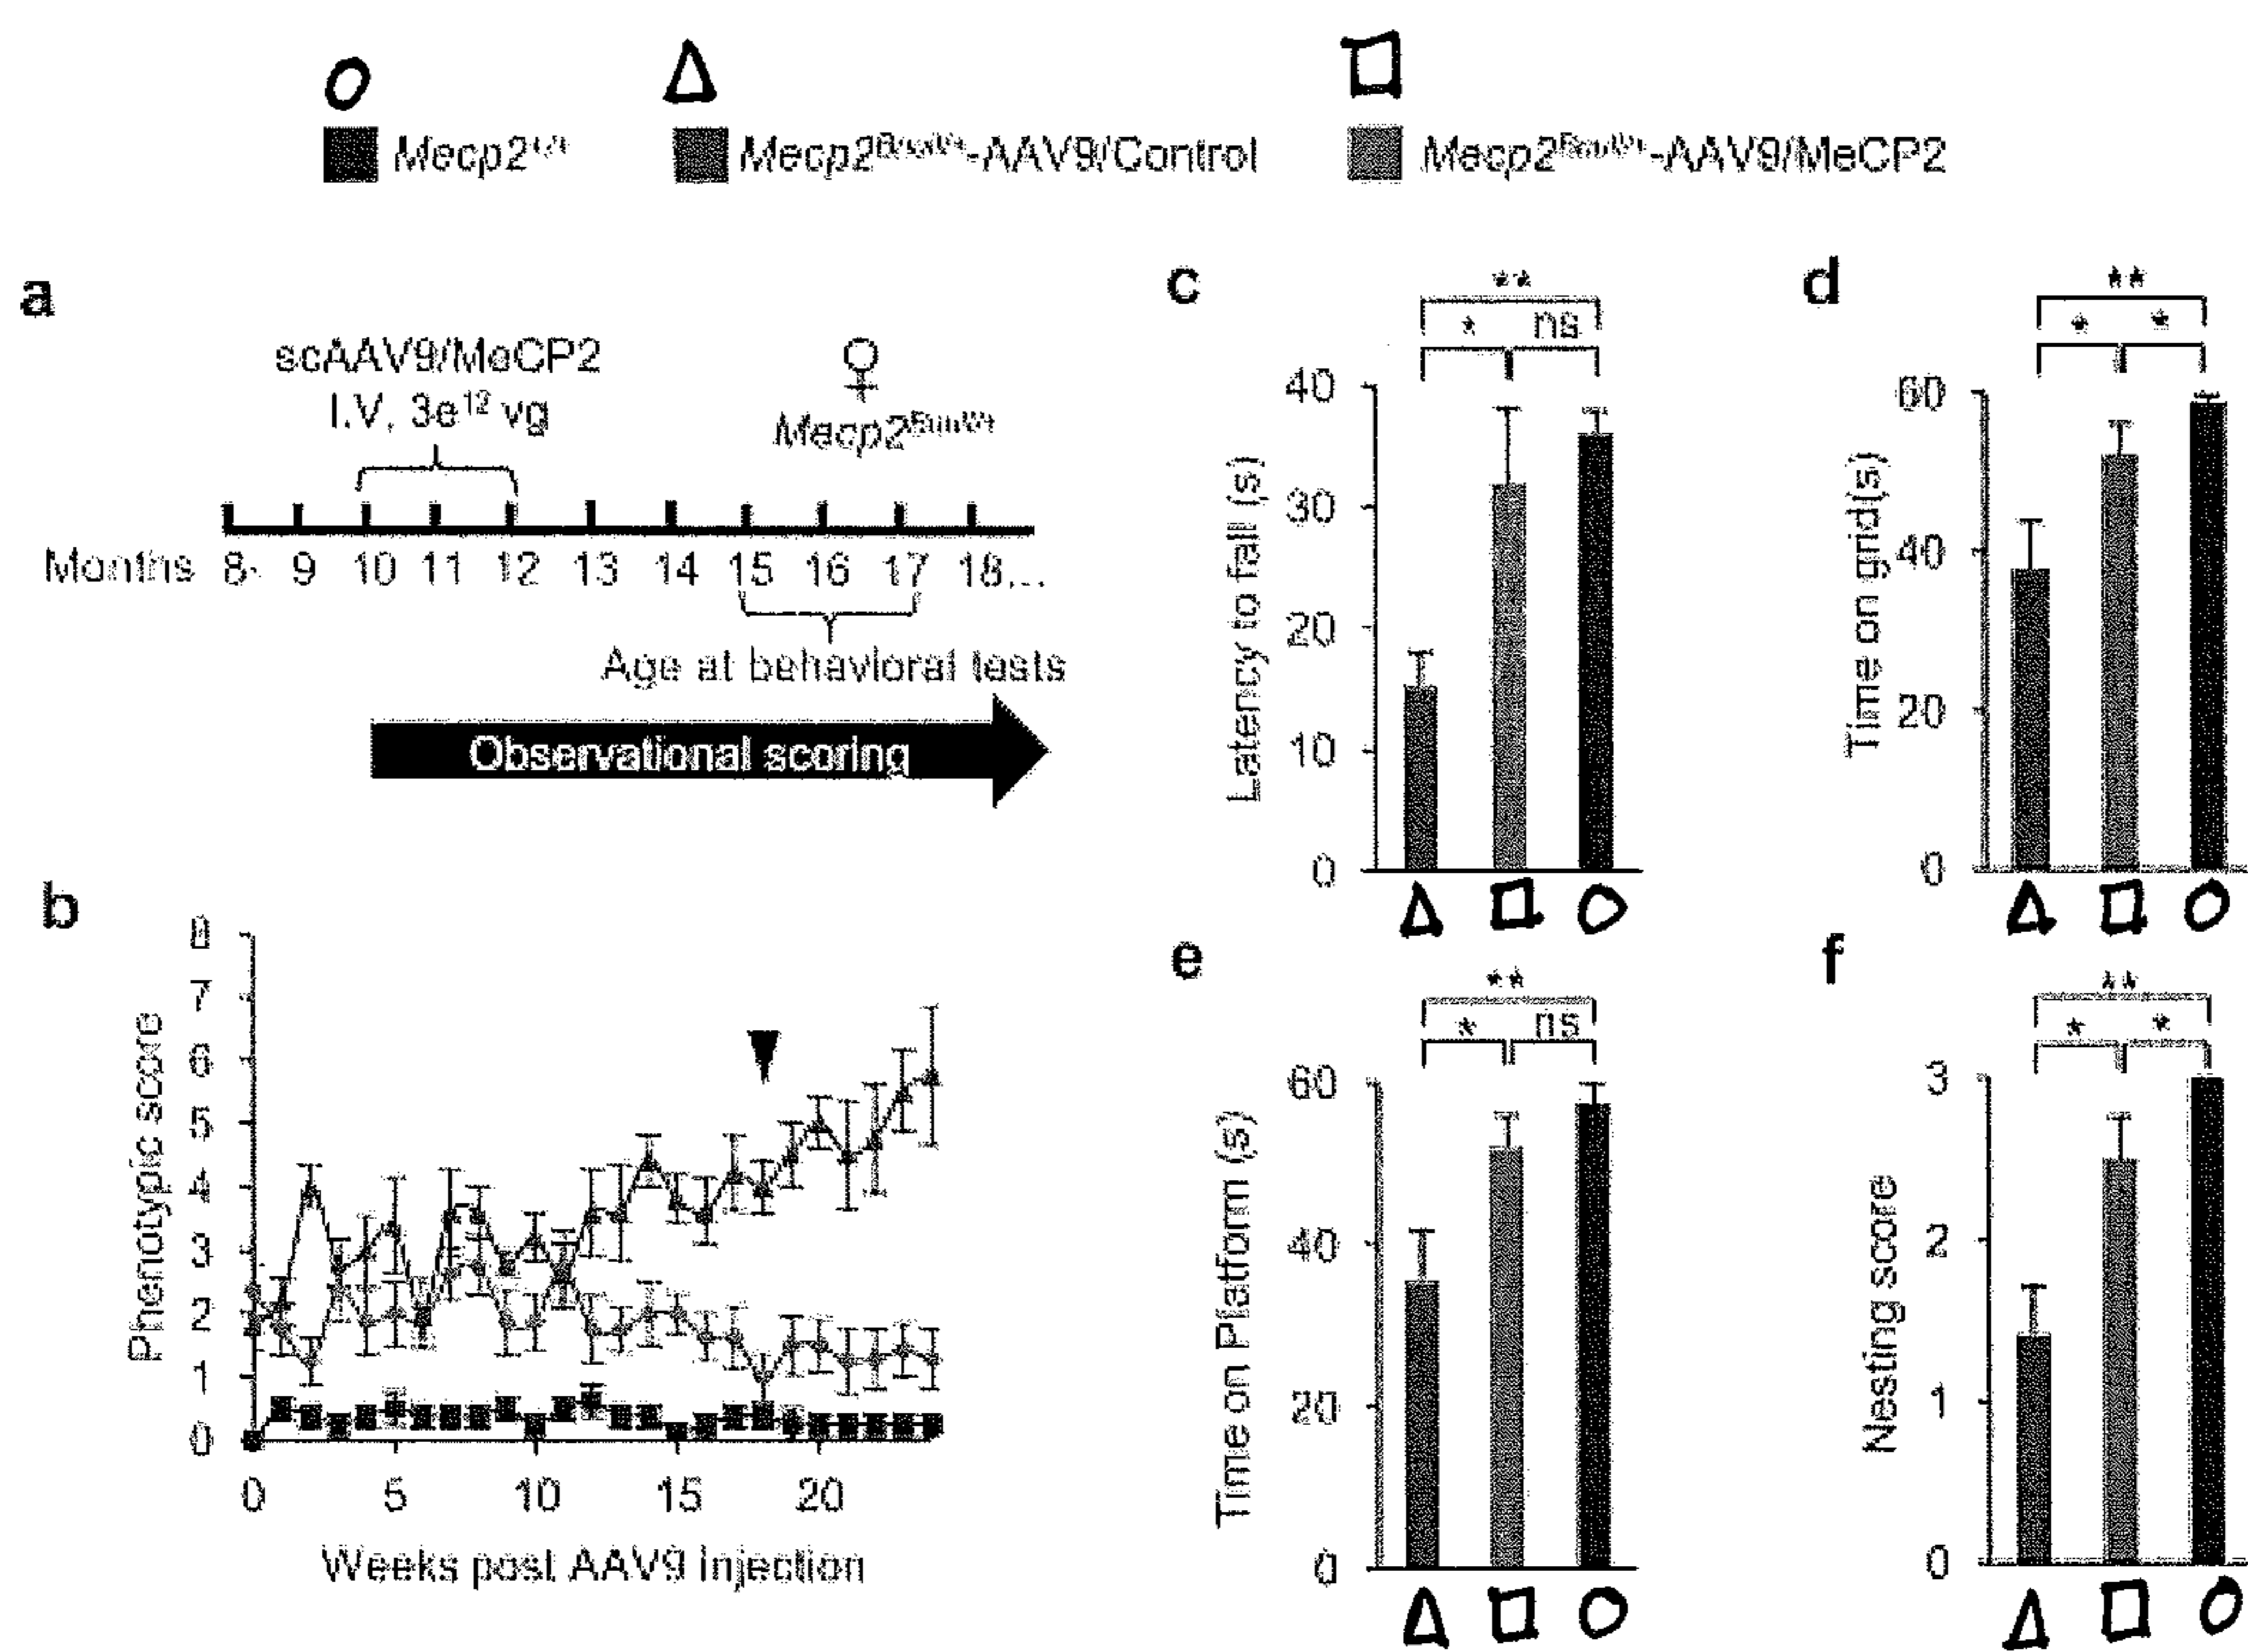 Mecp2+/+
Mecp2Bnull/+-AAV9/Control
Mecp2Bnull/+-AAV9/MeCP2
a
scAAV9/MeCP2
I.V, 3e12 vg
♀
Mecp2
Months 8 9 10 11 12 13 14 15 16 17 18...
Age at behavioral tests
Observational scoring
b
Phenotypic score
8
7
6
5
4
3
2
1
0
0 5 10 15 20
Weeks post AAV9 Injection
c
**
* ns
Latency to fall (s)
40
30
20
10
0
d
**
* *
Time on grid(s)
60
40
20
0
e
**
* ns
Time on Platform (s)
60
40
20
0
f
**
* *
Nesting score
3
2
1
0